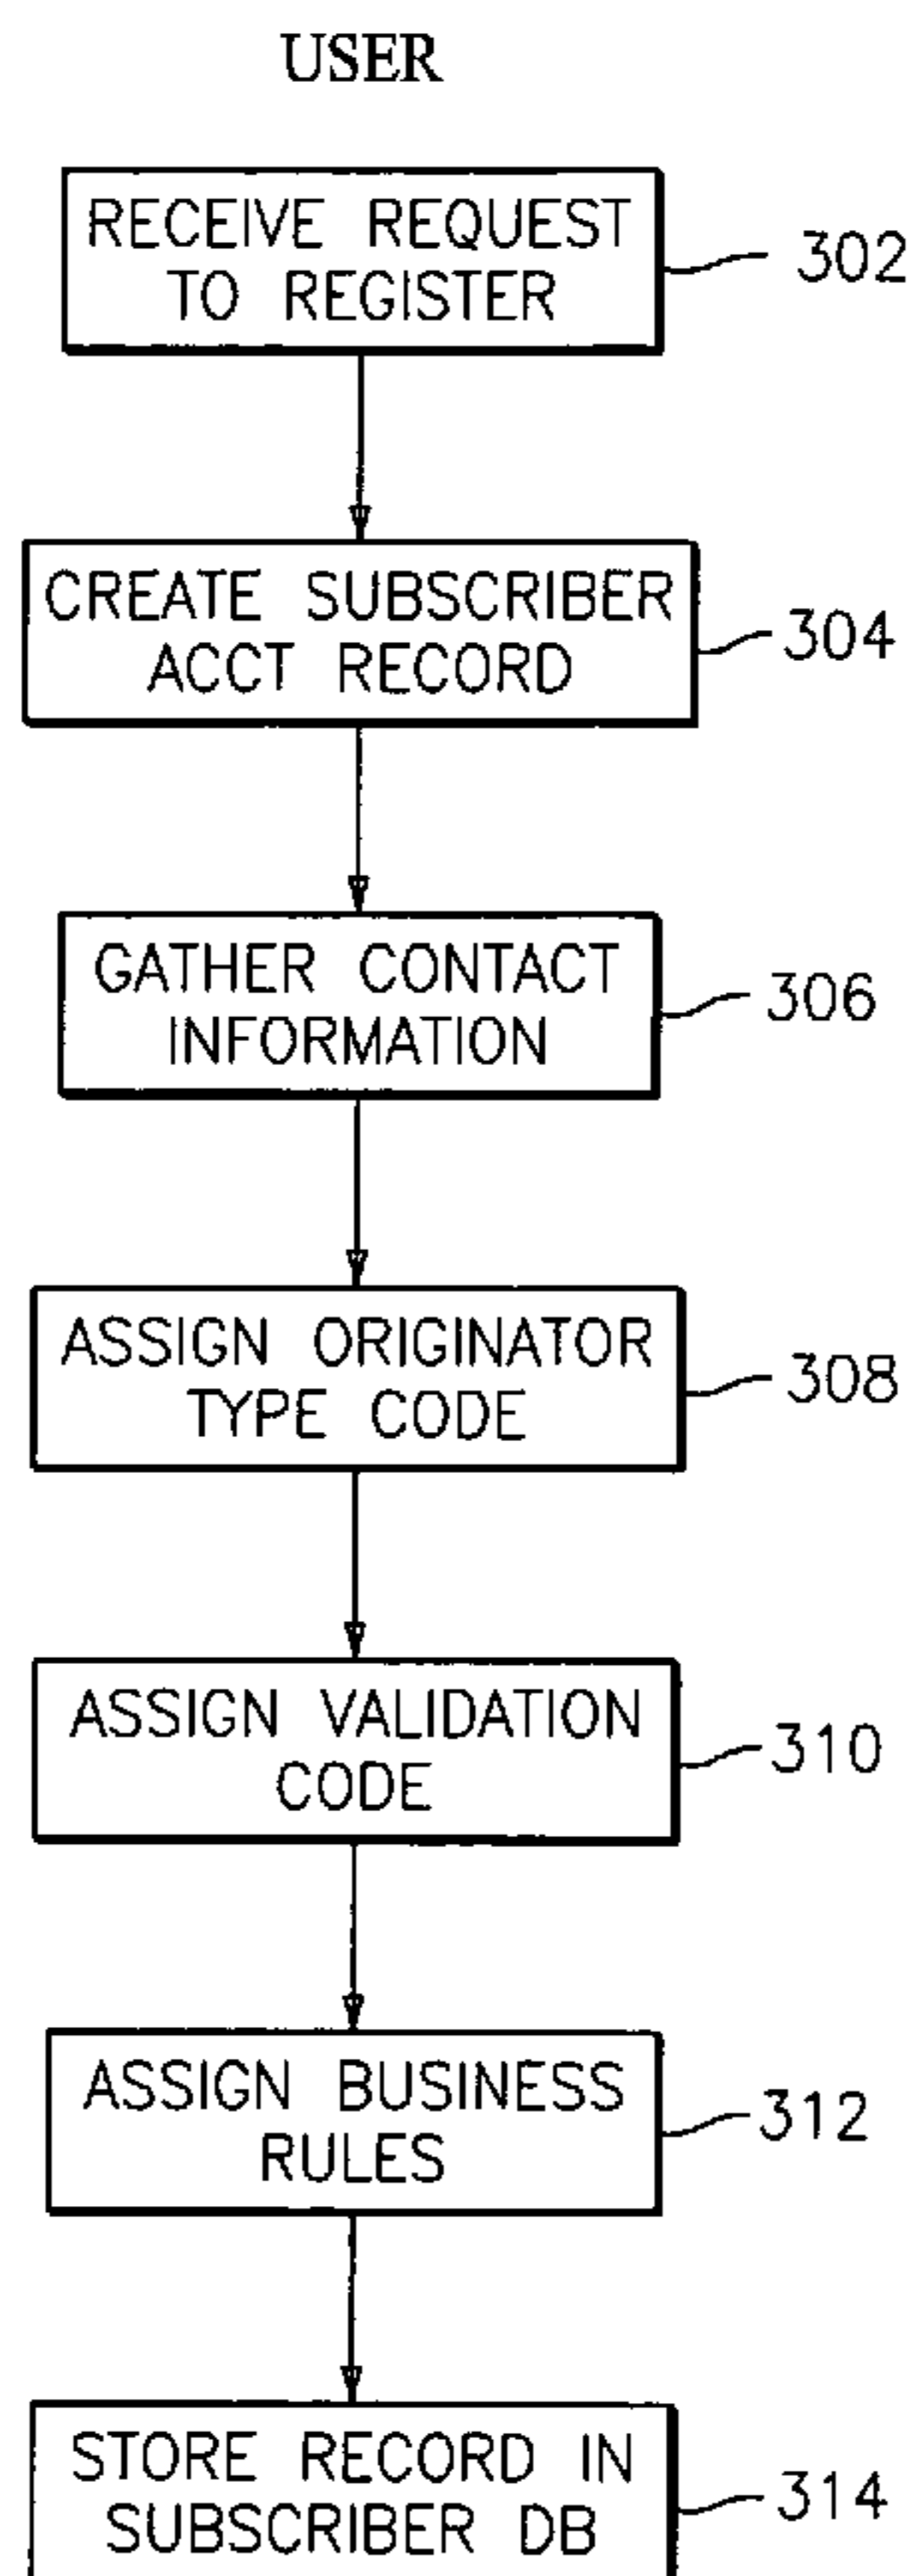 USER
RECEIVE REQUEST
TO REGISTER
302
CREATE SUBSCRIBER
ACCT RECORD
304
GATHER CONTACT
INFORMATION
306
ASSIGN ORIGINATOR
TYPE CODE
308
ASSIGN VALIDATION
CODE
310
ASSIGN BUSINESS
RULES
312
STORE RECORD IN
SUBSCRIBER DB
314